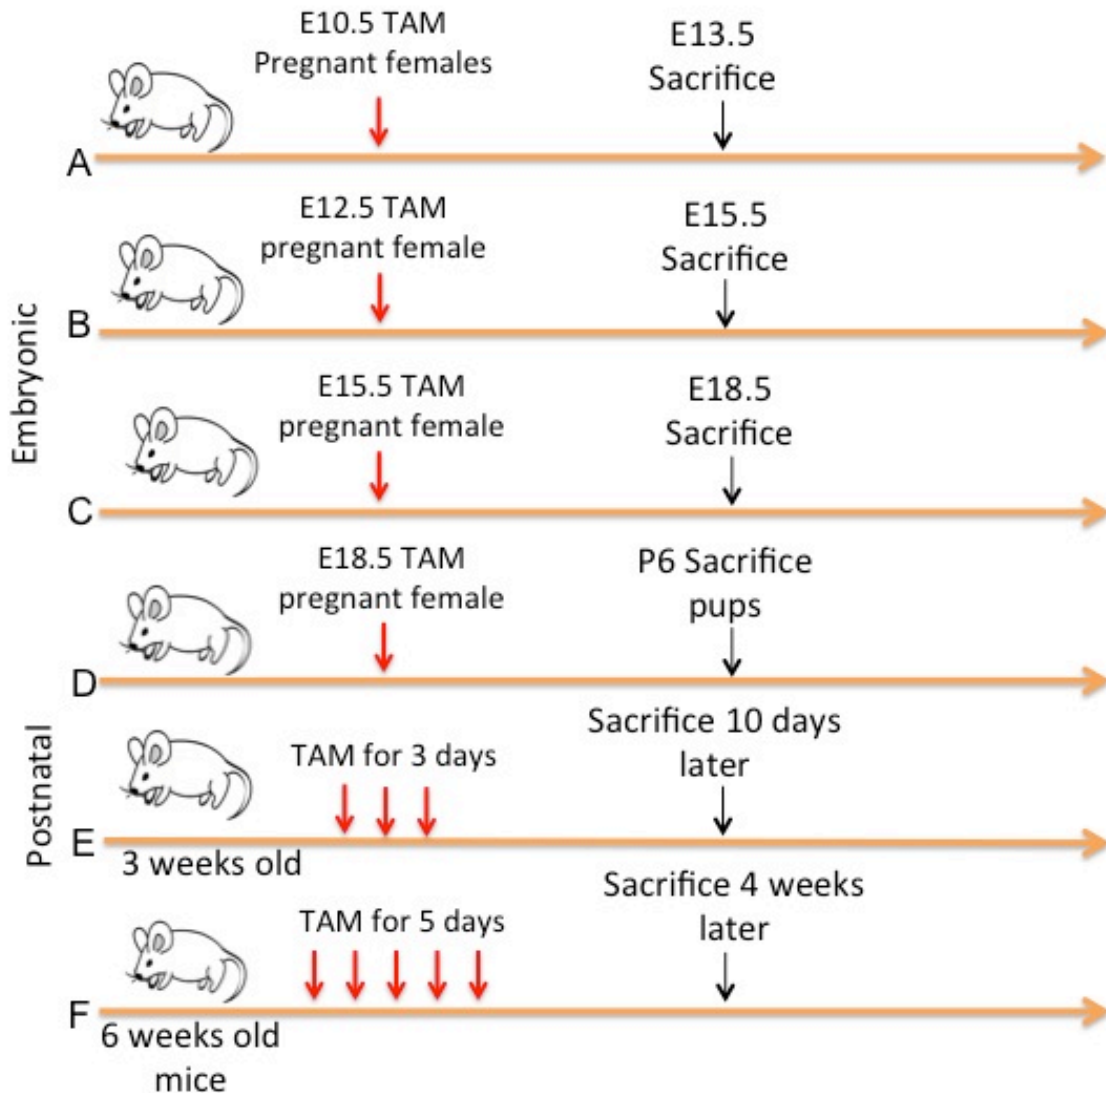 E10.5 TAM
Pregnant females
E13.5
Sacrifice
A
E12.5 TAM
pregnant female
E15.5
Sacrifice
B
Embryonic
E15.5 TAM
pregnant female
E18.5
Sacrifice
C
E18.5 TAM
pregnant female
P6 Sacrifice
pups
D
Postnatal
TAM for 3 days
Sacrifice 10 days
later
E
3 weeks old
TAM for 5 days
Sacrifice 4 weeks
later
F
6 weeks old
mice